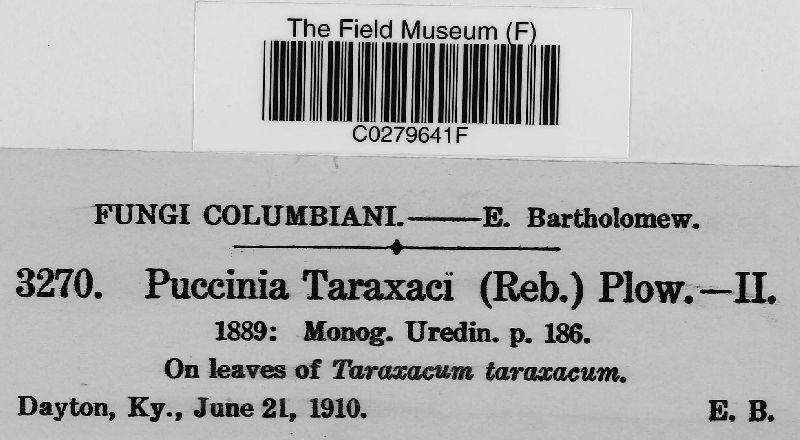 The Field Museum (F)
C0279641F
FUNGI COLUMBIANI.——E. Bartholomew.
3270. Puccinia Taraxaci (Reb.) Plow.—II.
1889: Monog. Uredin. p. 186.
On leaves of Taraxacum taraxacum.
Dayton, Ky., June 21, 1910. E. B.